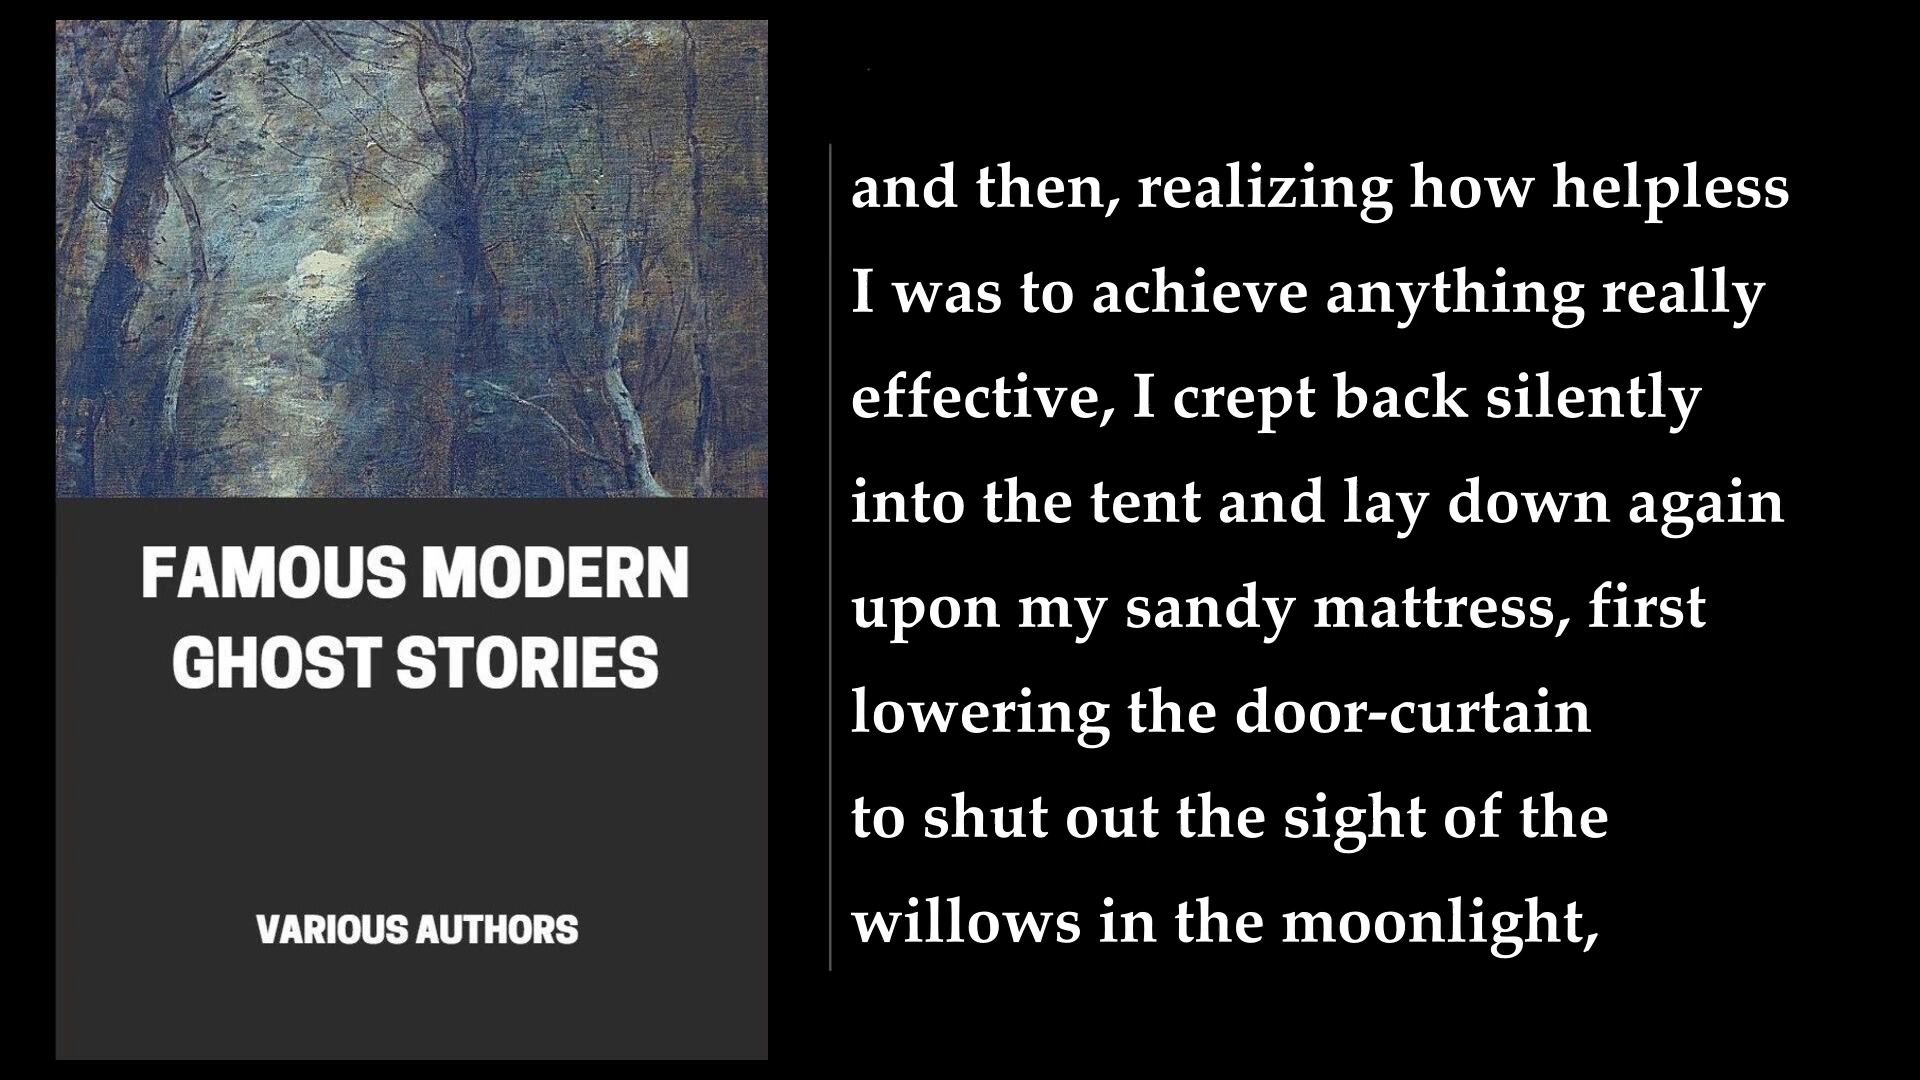 FAMOUS MODERN
GHOST STORIES
VARIOUS AUTHORS
and then, realizing how helpless
I was to achieve anything really
effective, I crept back silently
into the tent and lay down again
upon my sandy mattress, first
lowering the door-curtain
to shut out the sight of the
willows in the moonlight,